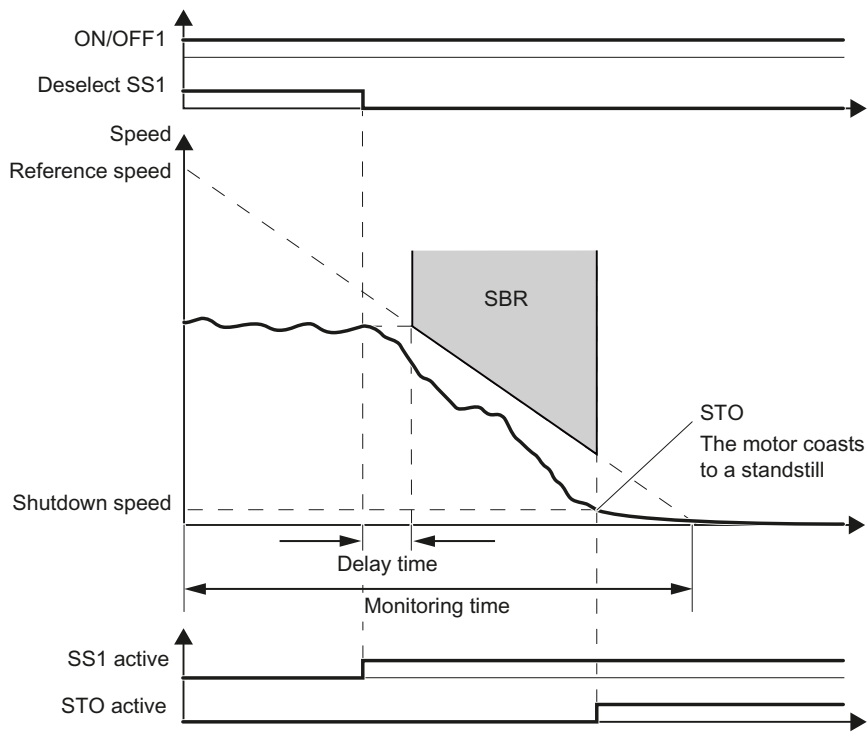 ON/OFF1
Deselect SS1
Speed
Reference speed
SBR
STO
The motor coasts
to a standstill
Shutdown speed
Delay time
Monitoring time
SS1 active
STO active